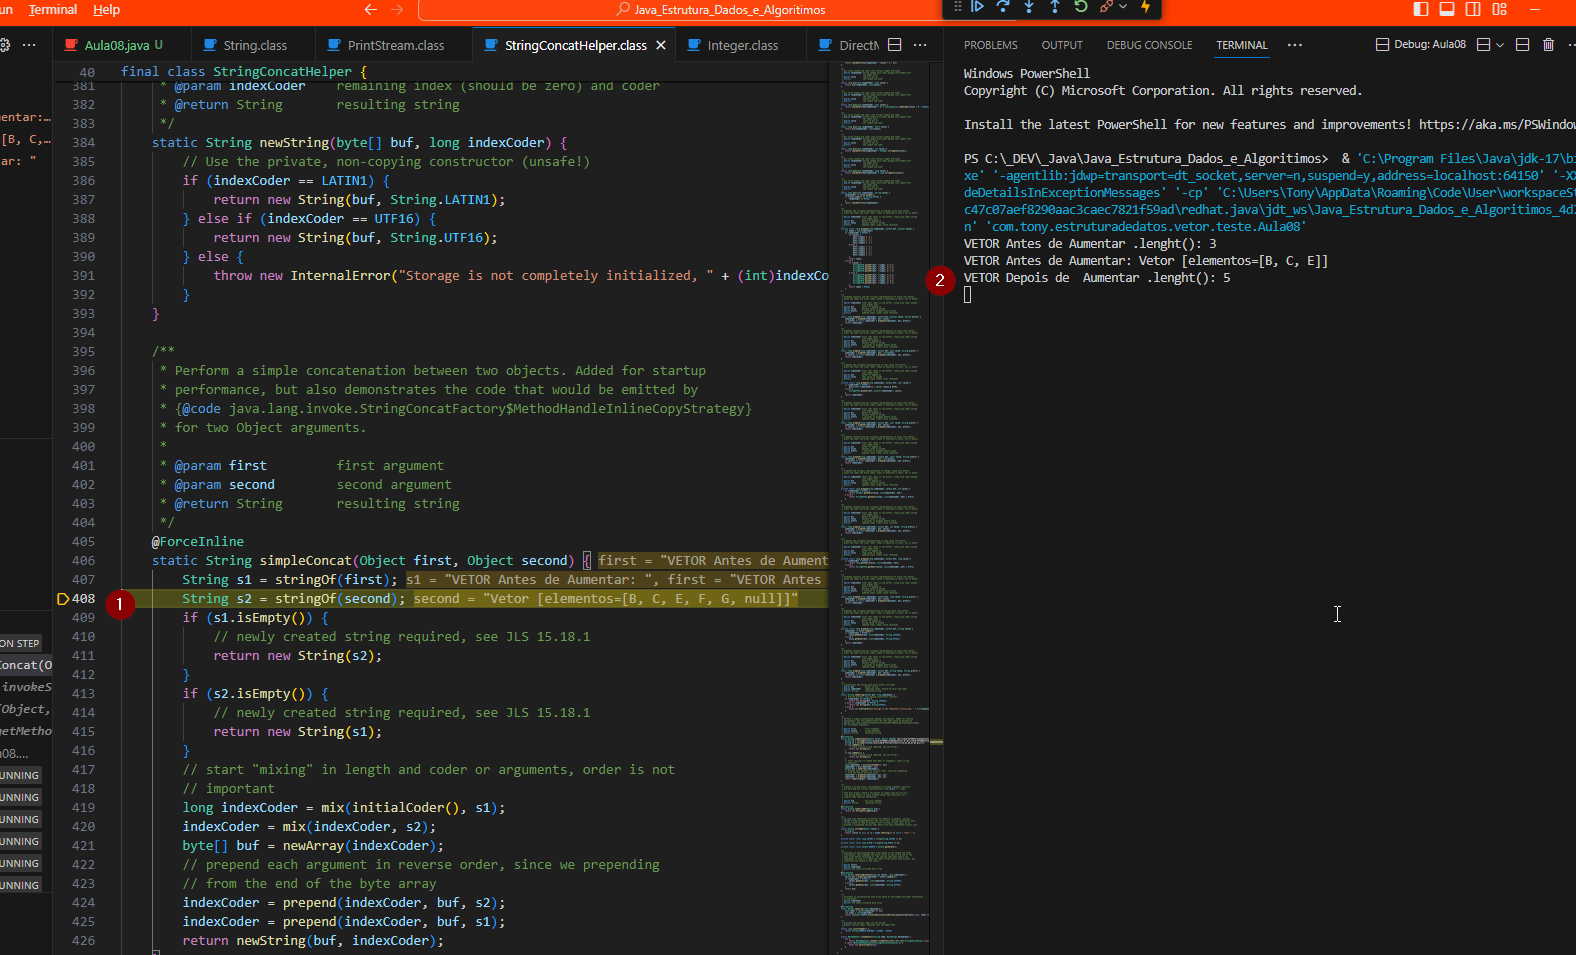 un Terminal Help
Java_Estrutura_Dados_e_Algoritimos
Aula08.java U
String.class
PrintStream.class
StringConcatHelper.class
Integer.class
40 final class StringConcatHelper {
381 * @param indexCoder remaining index (should be zero) and coder
382 * @return String resulting string
383 */
384 static String newString(byte[] buf, long indexCoder) {
385 // Use the private, non-copying constructor (unsafe!)
386 if (indexCoder == LATIN1) {
387 return new String(buf, String.LATIN1);
388 } else if (indexCoder == UTF16) {
389 return new String(buf, String.UTF16);
390 } else {
391 throw new InternalError("Storage is not completely initialized, " + (int)indexCo
392 }
393 }
394
395 /**
396 * Perform a simple concatenation between two objects. Added for startup
397 * performance, but also demonstrates the code that would be emitted by
398 * {@code java.lang.invoke.StringConcatFactory$MethodHandleInlineCopyStrategy}
399 * for two Object arguments.
400 *
401 * @param first first argument
402 * @param second second argument
403 * @return String resulting string
404 */
405 @ForceInline
406 static String simpleConcat(Object first, Object second) { first = "VETOR Antes de Aument
407 String s1 = stringOf(first); s1 = "VETOR Antes de Aumentar: ", first = "VETOR Antes
408 String s2 = stringOf(second); second = "Vetor [elementos=[B, C, E, F, G, null]]"
409 if (s1.isEmpty()) {
410 // newly created string required, see JLS 15.18.1
411 return new String(s2);
412 }
413 if (s2.isEmpty()) {
414 // newly created string required, see JLS 15.18.1
415 return new String(s1);
416 }
417 // start "mixing" in length and coder or arguments, order is not
418 // important
419 long indexCoder = mix(initialCoder(), s1);
420 indexCoder = mix(indexCoder, s2);
421 byte[] buf = newArray(indexCoder);
422 // prepend each argument in reverse order, since we prepending
423 // from the end of the byte array
424 indexCoder = prepend(indexCoder, buf, s2);
425 indexCoder = prepend(indexCoder, buf, s1);
426 return newString(buf, indexCoder);
1
2
entar:...
[B, C,...
ar: "
ON STEP
Concat(O
invokeS
Object,
getMetho
a08....
UNNING
UNNING
UNNING
UNNING
UNNING
UNNING
PROBLEMS OUTPUT DEBUG CONSOLE TERMINAL
Debug: Aula08
Windows PowerShell
Copyright (C) Microsoft Corporation. All rights reserved.
Install the latest PowerShell for new features and improvements! https://aka.ms/PSWindow
PS C:\_DEV\_Java\Java_Estrutura_Dados_e_Algoritimos> & 'C:\Program Files\Java\jdk-17\bi
xe' '-agentlib:jdwp=transport=dt_socket,server=n,suspend=y,address=localhost:64150' '-XX
deDetailsInExceptionMessages' '-cp' 'C:\Users\Tony\AppData\Roaming\Code\User\workspaceSt
c47c07aef8290aac3caec7821f59ad\redhat.java\jdt_ws\Java_Estrutura_Dados_e_Algoritimos_4d7
n' 'com.tony.estruturadedatos.vetor.teste.Aula08'
VETOR Antes de Aumentar .lenght(): 3
VETOR Antes de Aumentar: Vetor [elementos=[B, C, E]]
VETOR Depois de  Aumentar .lenght(): 5